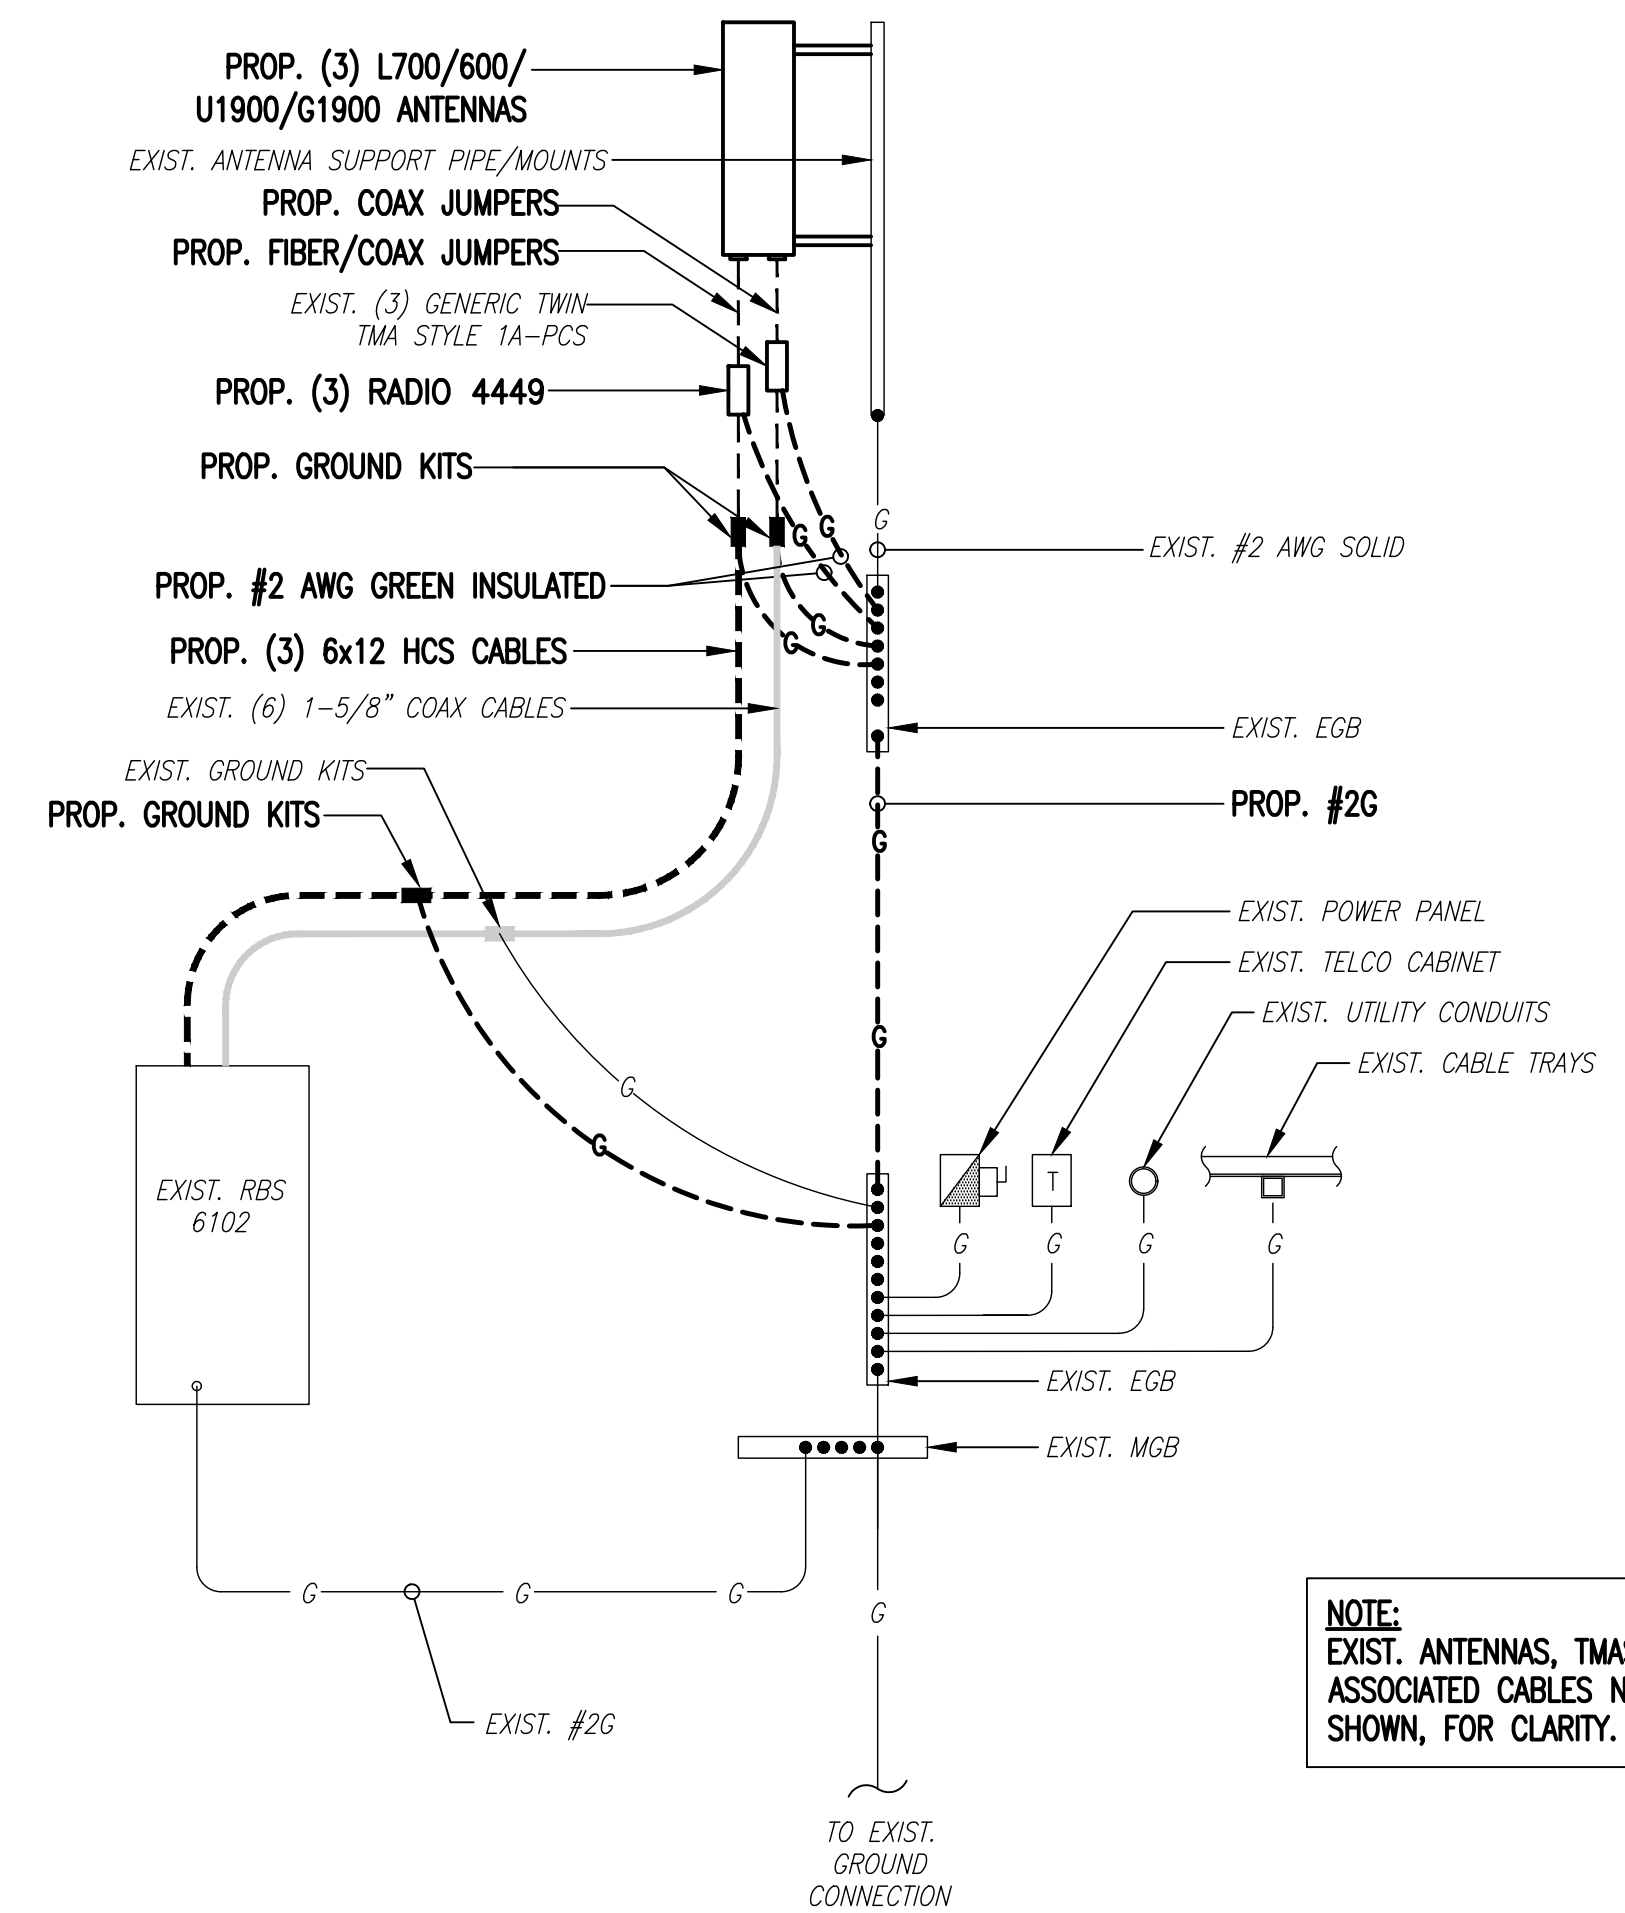 PROP. (3) L700/600/
U1900/G1900 ANTENNAS
EXIST. ANTENNA SUPPORT PIPE/MOUNTS
PROP. COAX JUMPERS
PROP. FIBER/COAX JUMPERS
EXIST. (3) GENERIC TWIN
TMA STYLE 1A-PCS
PROP. (3) RADIO 4449
PROP. GROUND KITS
G
G
G
EXIST. #2 AWG SOLID
PROP. #2 AWG GREEN INSULATED
G
G
PROP. (3) 6x12 HCS CABLES
EXIST. (6) 1-5/8" COAX CABLES
EXIST. EGB
EXIST. GROUND KITS
PROP. GROUND KITS
PROP. #2G
G
EXIST. POWER PANEL
EXIST. TELCO CABINET
EXIST. UTILITY CONDUITS
EXIST. CABLE TRAYS
G
G
G
T
EXIST. RBS
6102
G
G
G
G
EXIST. EGB
EXIST. MGB
G
G
G
G
EXIST. #2G
NOTE:
EXIST. ANTENNAS, TMAS
ASSOCIATED CABLES N
SHOWN, FOR CLARITY.
TO EXIST.
GROUND
CONNECTION